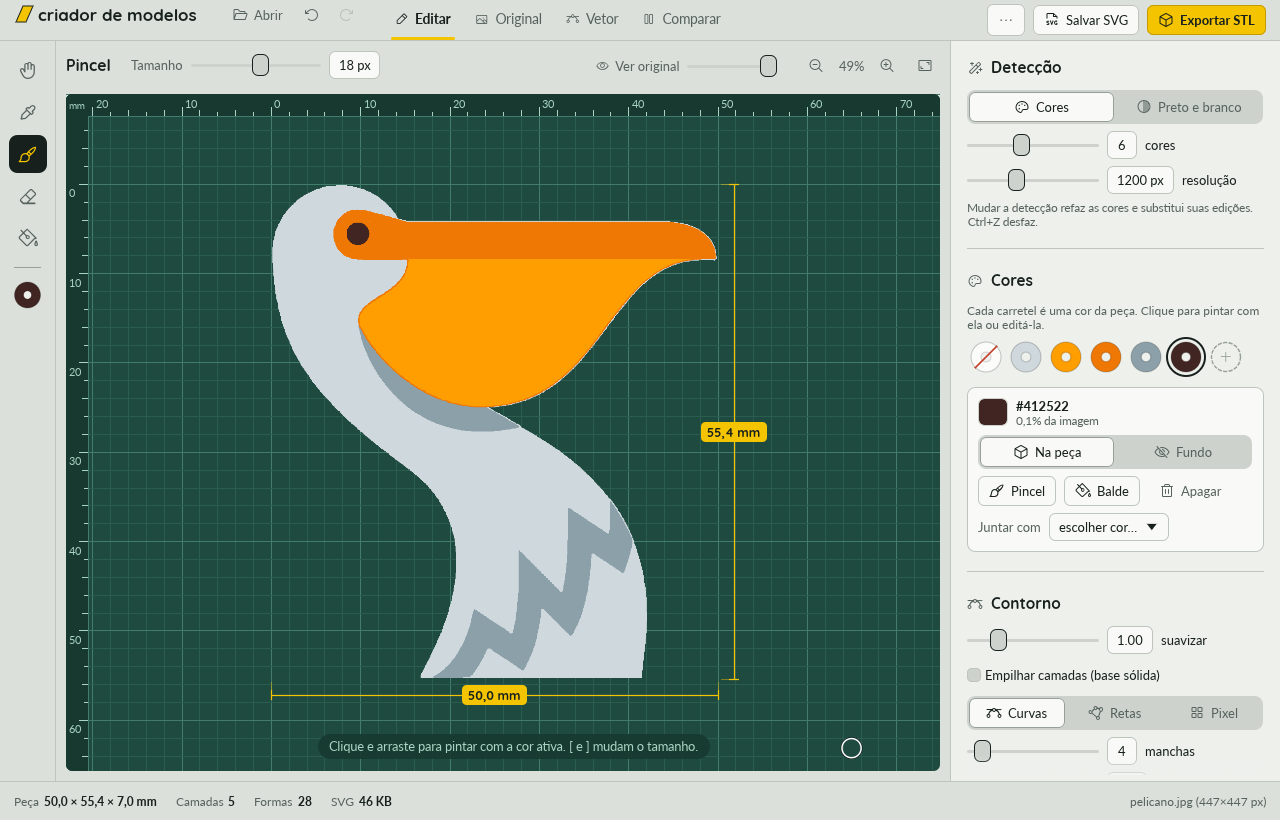 criador de modelos
Abrir
Editar
Original
Vetor
Comparar
...
SVG
Salvar SVG
Exportar STL
Pincel
Tamanho
18 px
Ver original
49%
mm
20
10
0
10
20
30
40
50
60
70
0
10
20
30
40
50
60
55,4 mm
50,0 mm
Clique e arraste para pintar com a cor ativa. [ e ] mudam o tamanho.
Detecção
Cores
Preto e branco
6
cores
1200 px
resolução
Mudar a detecção refaz as cores e substitui suas edições.
Ctrl+Z desfaz.
Cores
Cada carretel é uma cor da peça. Clique para pintar com
ela ou editá-la.
#412522
0,1% da imagem
Na peça
Fundo
Pincel
Balde
Apagar
Juntar com
escolher cor...
Contorno
1.00
suavizar
Empilhar camadas (base sólida)
Curvas
Retas
Pixel
4
manchas
Peça 50,0 × 55,4 × 7,0 mm
Camadas 5
Formas 28
SVG 46 KB
pelicano.jpg (447×447 px)